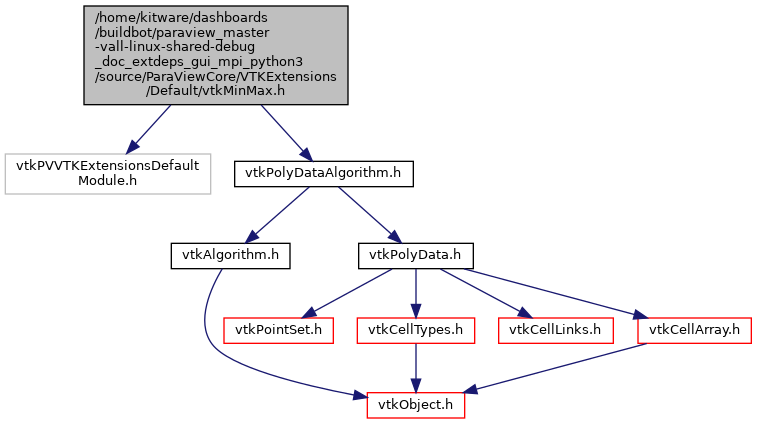 /home/kitware/dashboards
/buildbot/paraview_master
-vall-linux-shared-debug
_doc_extdeps_gui_mpi_python3
/source/ParaViewCore/VTKExtensions
/Default/vtkMinMax.h
vtkPVVTKExtensionsDefault
Module.h
vtkPolyDataAlgorithm.h
vtkAlgorithm.h
vtkPolyData.h
vtkPointSet.h
vtkCellTypes.h
vtkCellLinks.h
vtkCellArray.h
vtkObject.h